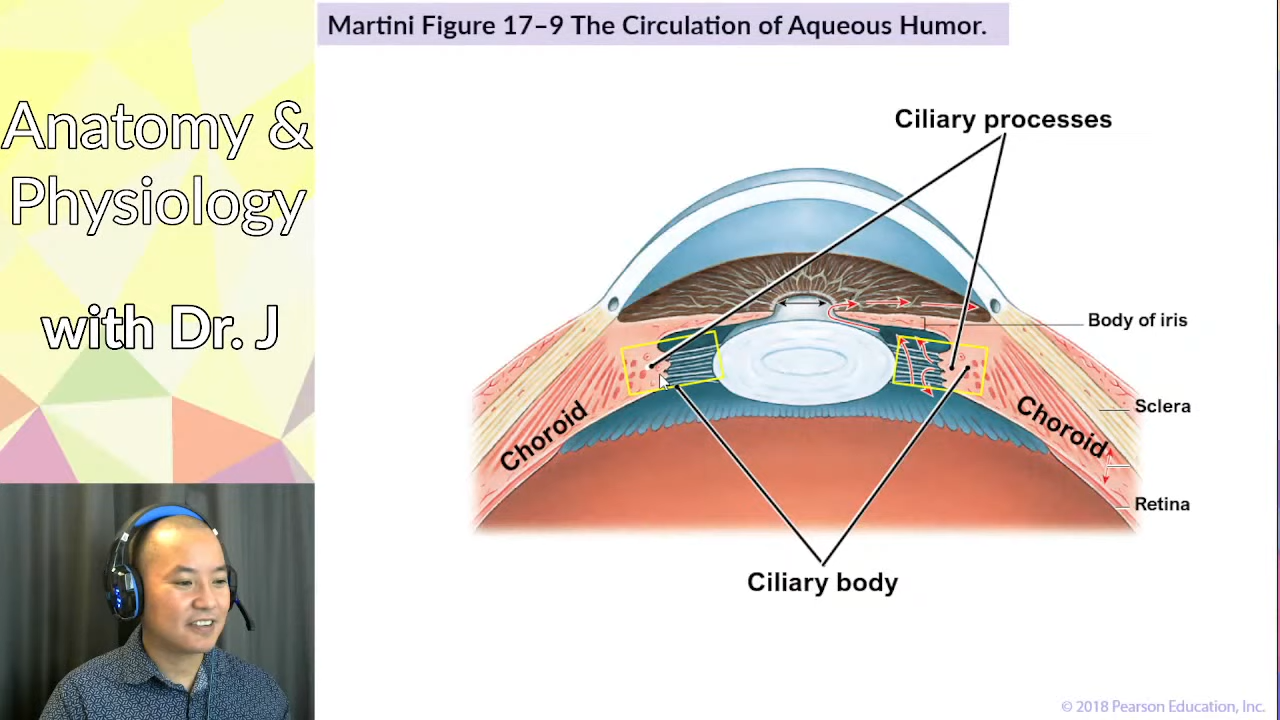 Martini Figure 17–9 The Circulation of Aqueous Humor.
Anatomy &
Physiology
with Dr. J
Ciliary processes
Body of iris
Sclera
Choroid
Choroid
Retina
Ciliary body
© 2018 Pearson Education, Inc.